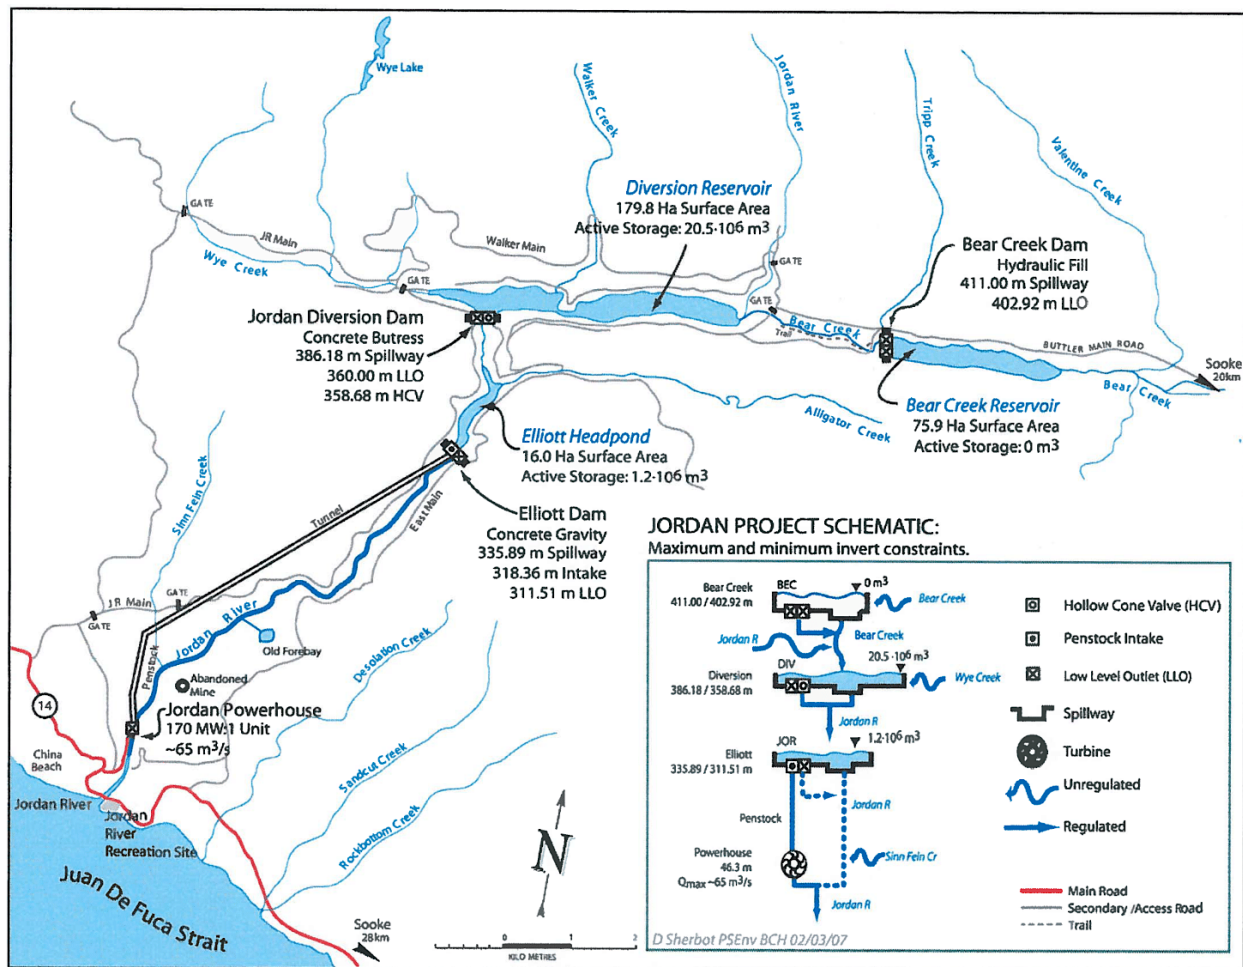 Wye Lake
Walker Creek
Jordan River
Tripp Creek
Valentine Creek
GATE
JR Main
Wye Creek
Walker Main
GATE
Diversion Reservoir
179.8 Ha Surface Area
Active Storage: 20.5·10⁶ m³
GATE
GATE
Bear Creek Dam
Hydraulic Fill
411.00 m Spillway
402.92 m LLO
Jordan Diversion Dam
Concrete Butress
386.18 m Spillway
360.00 m LLO
358.68 m HCV
Bear Creek
Trail
BUTTLER MAIN ROAD
Sooke
20km
Bear Creek
Alligator Creek
Bear Creek Reservoir
75.9 Ha Surface Area
Active Storage: 0 m³
Elliott Headpond
16.0 Ha Surface Area
Active Storage: 1.2·10⁶ m³
Sinn Fein Creek
Tunnel
East Main
Elliott Dam
Concrete Gravity
335.89 m Spillway
318.36 m Intake
311.51 m LLO
JR Main
GATE
GATE
Penstock
Jordan River
Old Forebay
Abandoned
Mine
Desolation Creek
Jordan Powerhouse
170 MW:1 Unit
~65 m³/s
14
China
Beach
Sandcut Creek
Jordan River
Jordan
River
Recreation Site
Rockbottom Creek
Juan De Fuca Strait
Sooke
28km
N
1 0 1 2
KILO METRES
JORDAN PROJECT SCHEMATIC:
Maximum and minimum invert constraints.
Bear Creek
411.00 / 402.92 m
BEC
0 m³
Bear Creek
Jordan R
Bear Creek
20.5 ·10⁶ m³
Diversion
386.18 / 358.68 m
DIV
Wye Creek
Jordan R
1.2·10⁶ m³
Elliott
335.89 / 311.51 m
JOR
Jordan R
Penstock
Powerhouse
46.3 m
Qmax ~65 m³/s
Sinn Fein Cr
Jordan R
Hollow Cone Valve (HCV)
Penstock Intake
Low Level Outlet (LLO)
Spillway
Turbine
Unregulated
Regulated
Main Road
Secondary /Access Road
Trail
D Sherbot PSEnv BCH 02/03/07